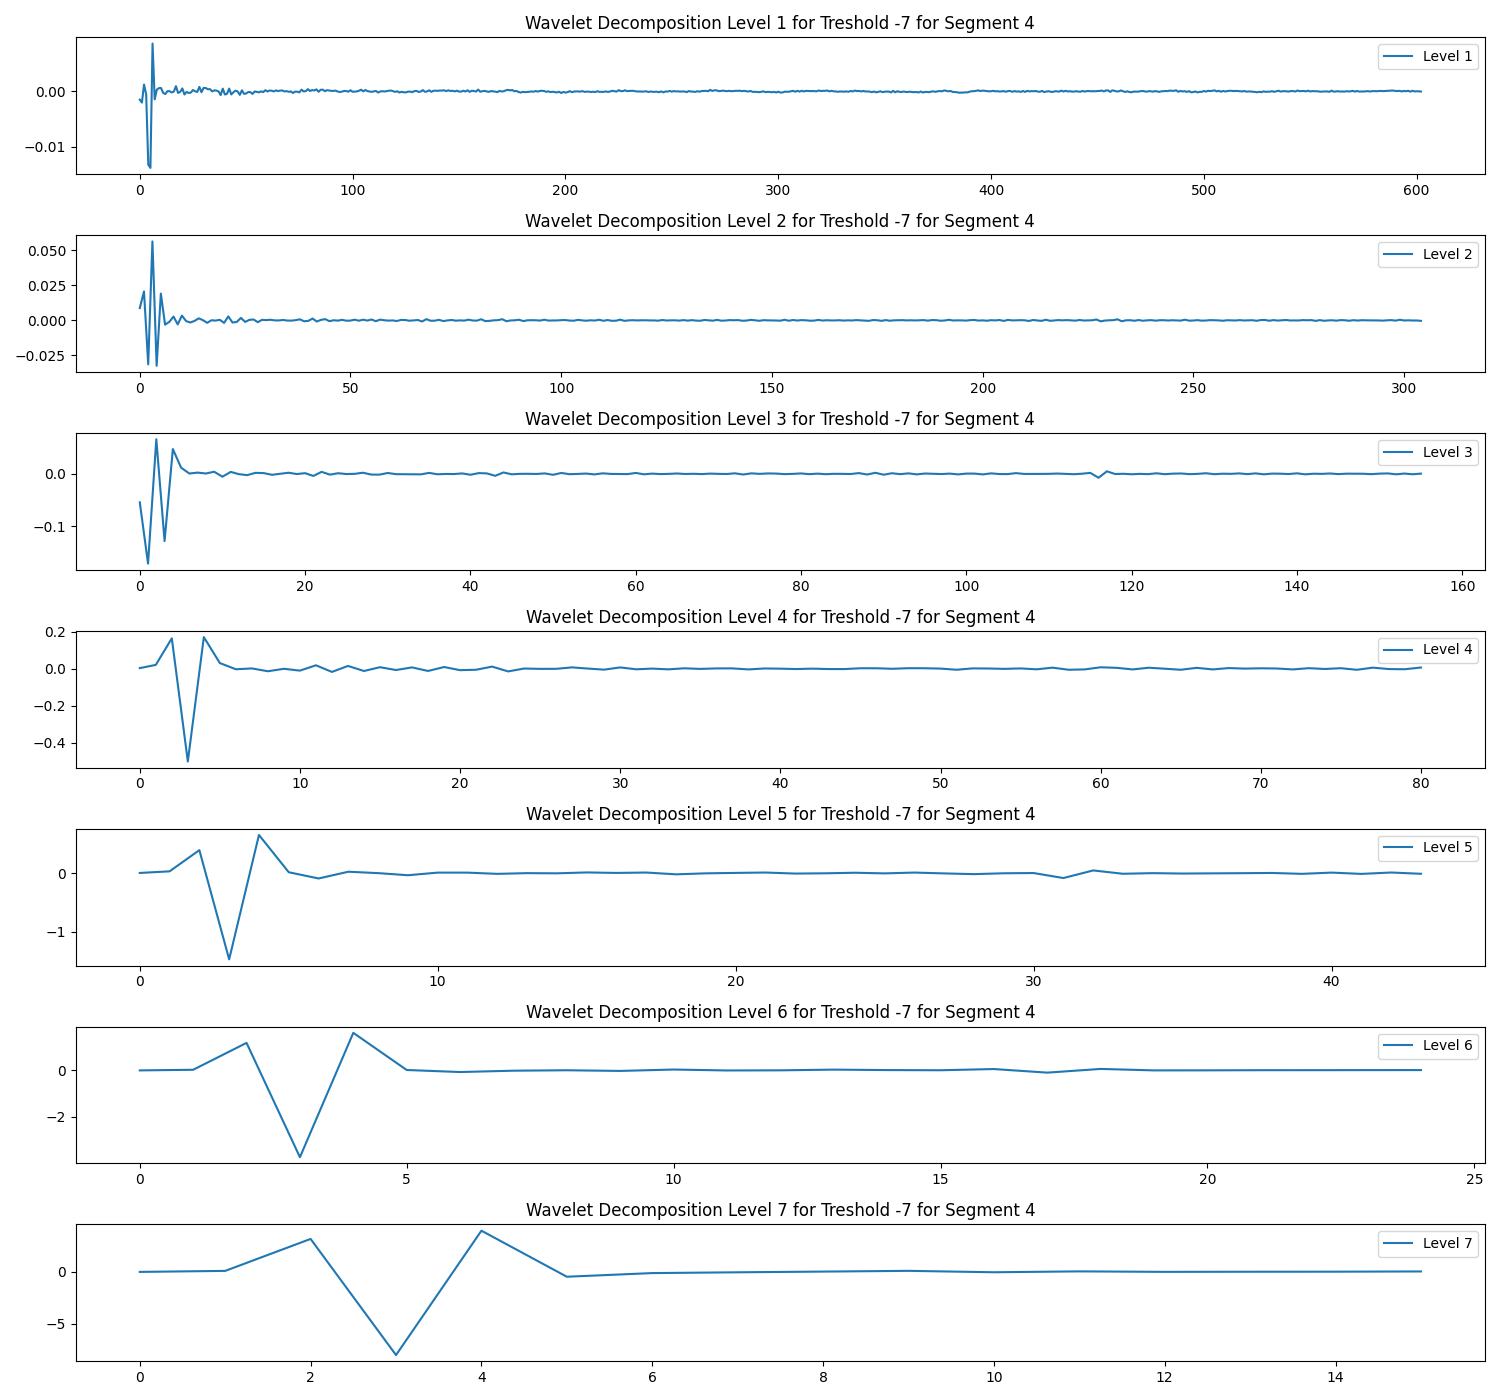 Wavelet Decomposition Level 1 for Treshold -7 for Segment 4
Level 1
0.00
−0.01
0 100 200 300 400 500 600
Wavelet Decomposition Level 2 for Treshold -7 for Segment 4
Level 2
0.050
0.025
0.000
−0.025
0 50 100 150 200 250 300
Wavelet Decomposition Level 3 for Treshold -7 for Segment 4
Level 3
0.0
−0.1
0 20 40 60 80 100 120 140 160
Wavelet Decomposition Level 4 for Treshold -7 for Segment 4
0.2
Level 4
0.0
−0.2
−0.4
0 10 20 30 40 50 60 70 80
Wavelet Decomposition Level 5 for Treshold -7 for Segment 4
Level 5
0
−1
0 10 20 30 40
Wavelet Decomposition Level 6 for Treshold -7 for Segment 4
Level 6
0
−2
0 5 10 15 20 25
Wavelet Decomposition Level 7 for Treshold -7 for Segment 4
Level 7
0
−5
0 2 4 6 8 10 12 14